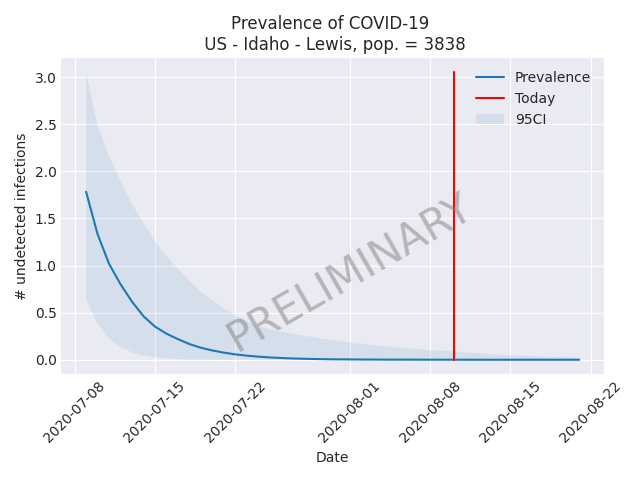 Prevalence of COVID-19
US - Idaho - Lewis, pop. = 3838
Prevalence
Today
95CI
3.0
2.5
2.0
1.5
1.0
0.5
0.0
# undetected infections
PRELIMINARY
2020-07-08
2020-07-15
2020-07-22
2020-08-01
2020-08-08
2020-08-15
2020-08-22
Date